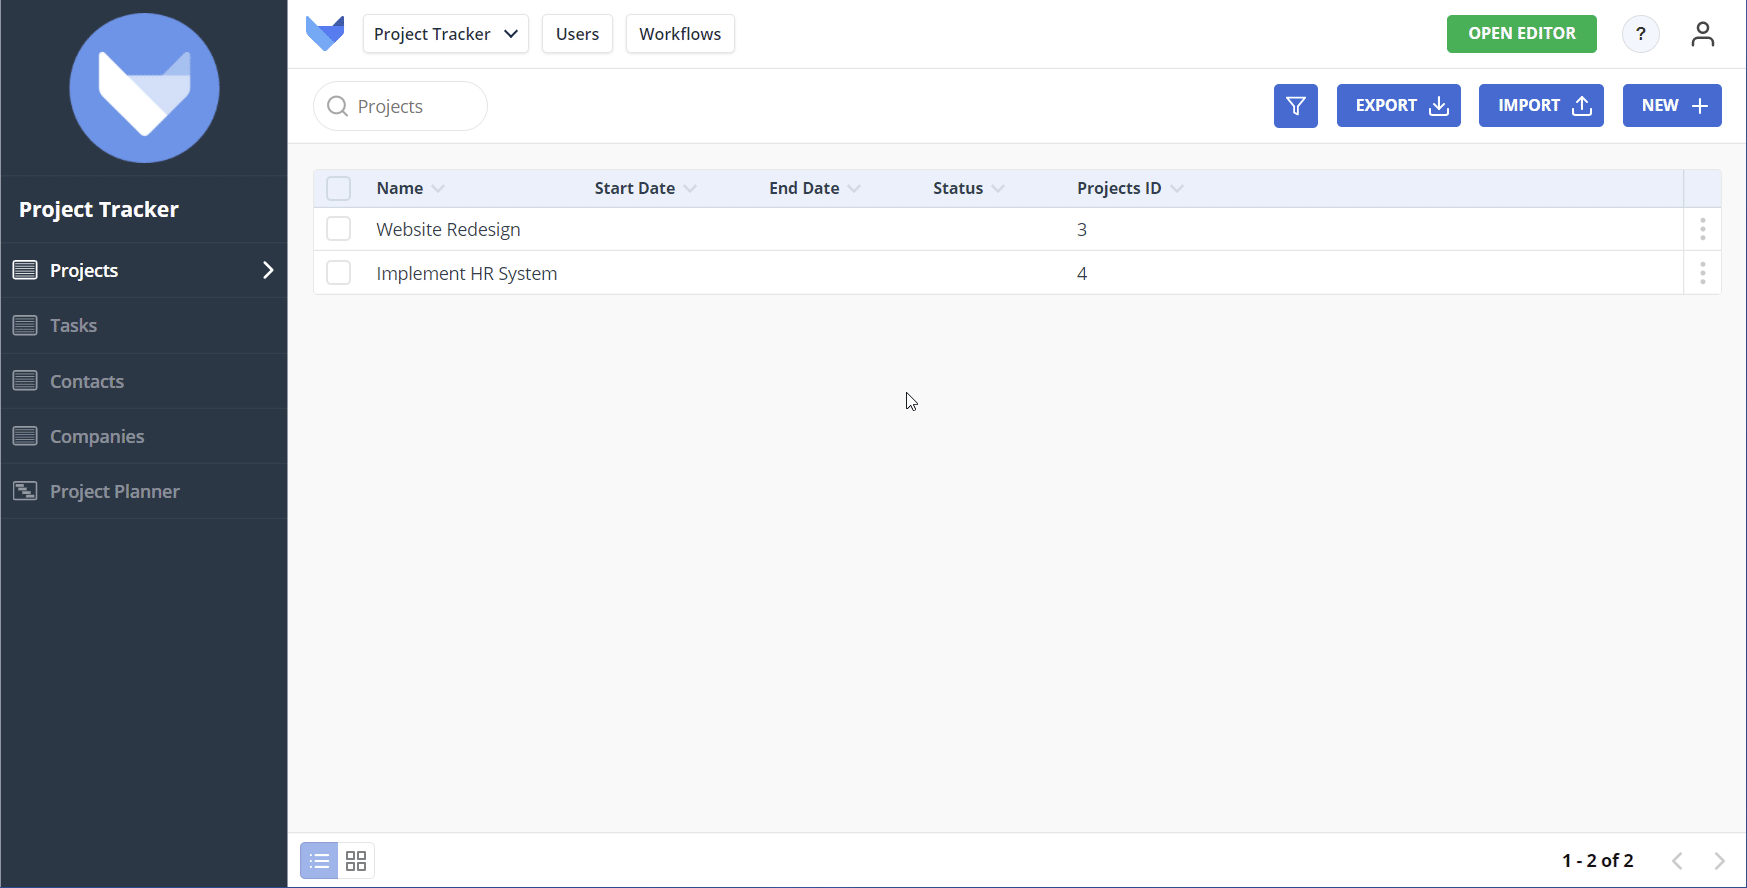 Project Tracker
Projects
Tasks
Contacts
Companies
Project Planner
Project Tracker Users Workflows OPEN EDITOR ?
Projects EXPORT IMPORT NEW
Name Start Date End Date Status Projects ID
Website Redesign 3
Implement HR System 4
1 - 2 of 2